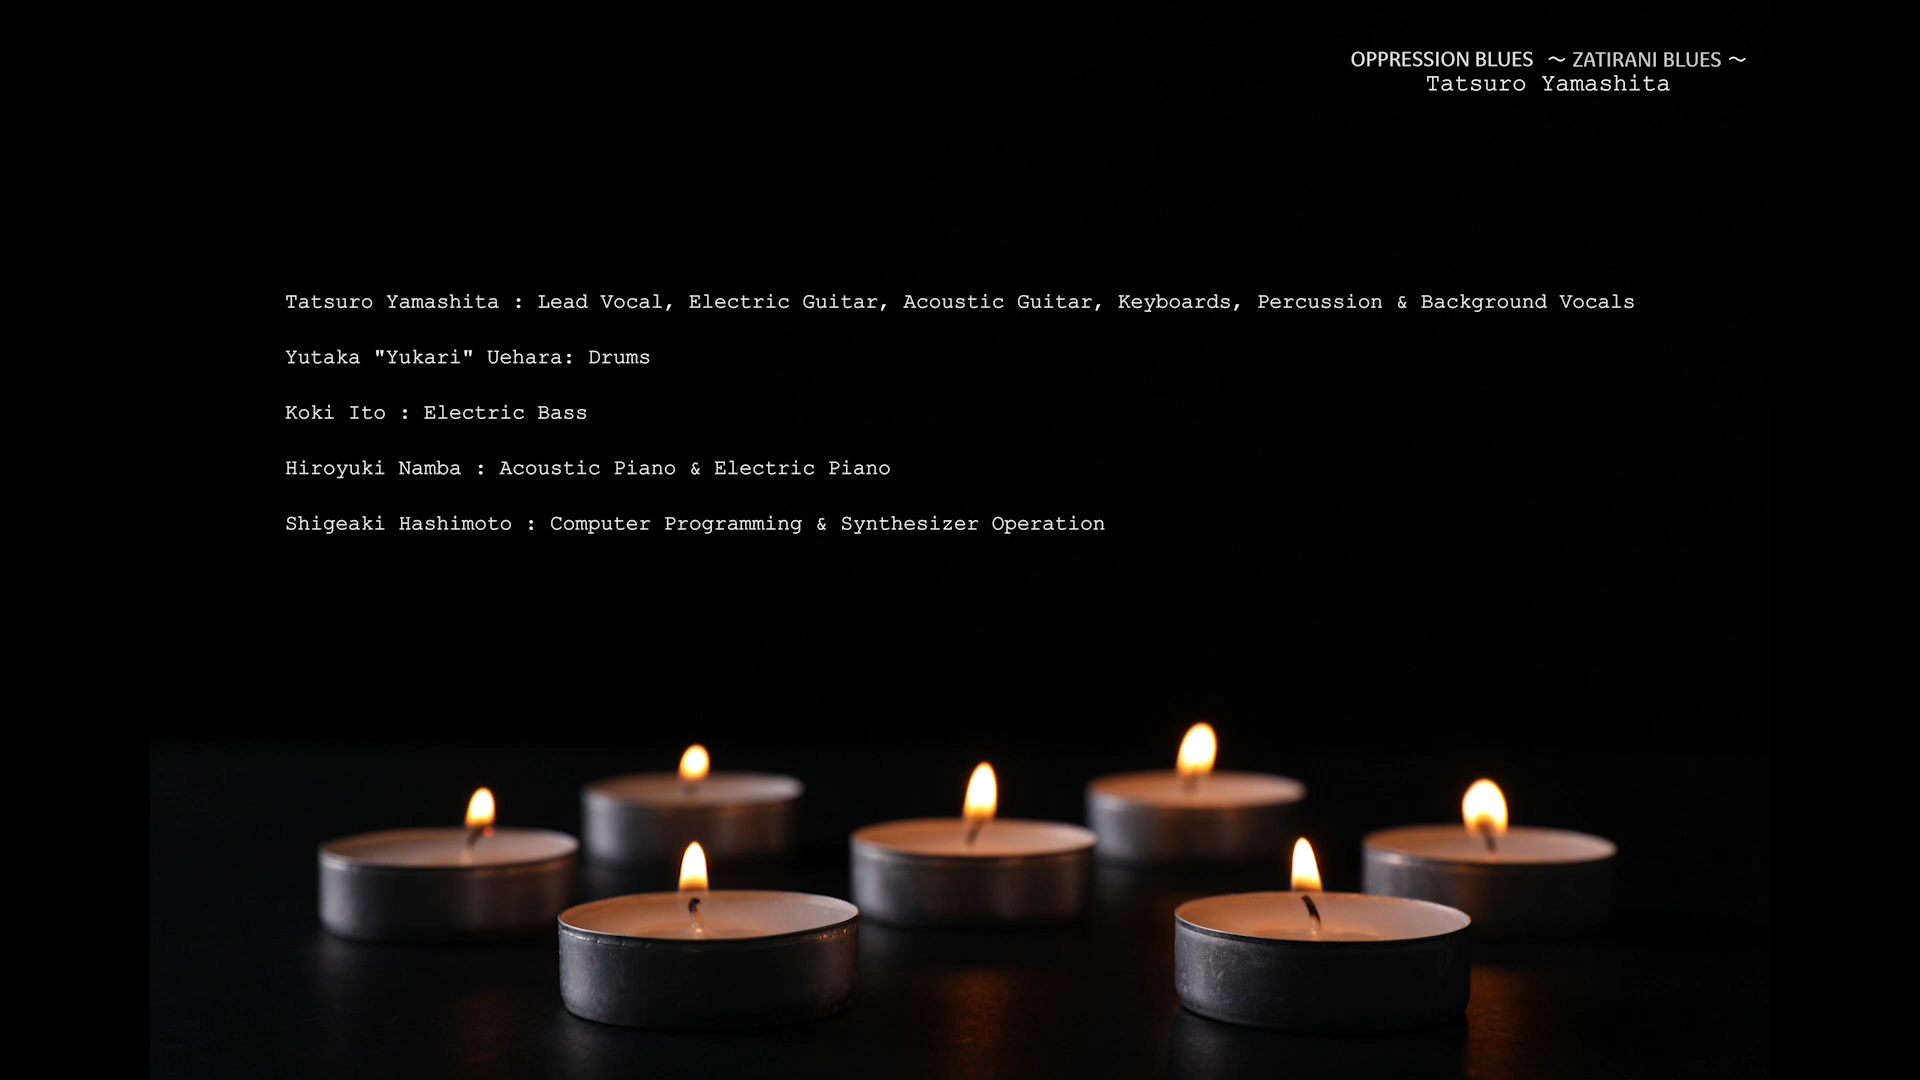 OPPRESSION BLUES ～ ZATIRANI BLUES ～
Tatsuro Yamashita
Tatsuro Yamashita : Lead Vocal, Electric Guitar, Acoustic Guitar, Keyboards, Percussion & Background Vocals
Yutaka "Yukari" Uehara: Drums
Koki Ito : Electric Bass
Hiroyuki Namba : Acoustic Piano & Electric Piano
Shigeaki Hashimoto : Computer Programming & Synthesizer Operation